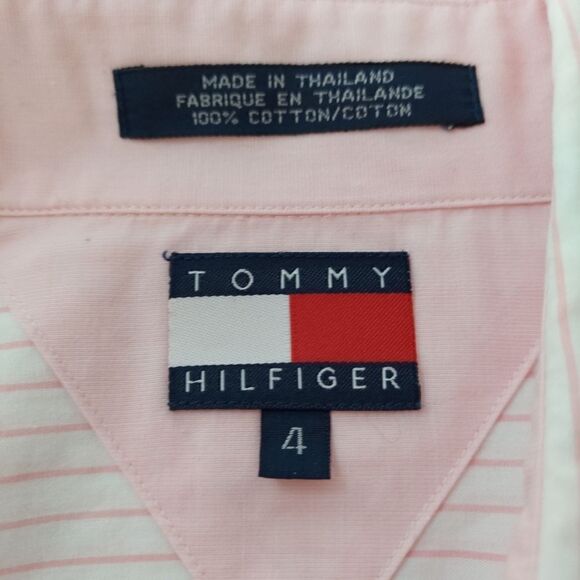 MADE IN THAILAND
FABRIQUE EN THAILANDE
100% COTTON/COTON
TOMMY
HILFIGER
4